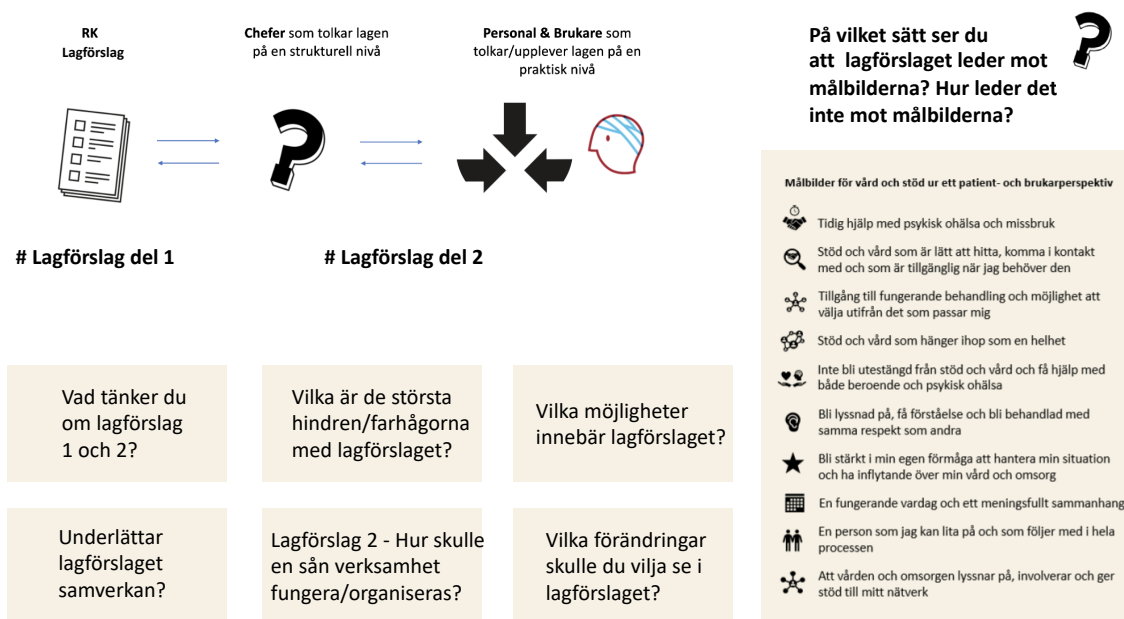 RK
Lagförslag
Chefer som tolkar lagen
på en strukturell nivå
Personal & Brukare som
tolkar/upplever lagen på en
praktisk nivå
# Lagförslag del 1
# Lagförslag del 2
Vad tänker du
om lagförslag
1 och 2?
Vilka är de största
hindren/farhågorna
med lagförslaget?
Vilka möjligheter
innebär lagförslaget?
Underlättar
lagförslaget
samverkan?
Lagförslag 2 - Hur skulle
en sån verksamhet
fungera/organiseras?
Vilka förändringar
skulle du vilja se i
lagförslaget?
På vilket sätt ser du
att lagförslaget leder mot
målbilderna? Hur leder det
inte mot målbilderna?
Målbilder för vård och stöd ur ett patient- och brukarperspektiv
Tidig hjälp med psykisk ohälsa och missbruk
Stöd och vård som är lätt att hitta, komma i kontakt
med och som är tillgänglig när jag behöver den
Tillgång till fungerande behandling och möjlighet att
välja utifrån det som passar mig
Stöd och vård som hänger ihop som en helhet
Inte bli utestängd från stöd och vård och få hjälp med
både beroende och psykisk ohälsa
Bli lyssnad på, få förståelse och bli behandlad med
samma respekt som andra
Bli stärkt i min egen förmåga att hantera min situation
och ha inflytande över min vård och omsorg
En fungerande vardag och ett meningsfullt sammanhang
En person som jag kan lita på och som följer med i hela
processen
Att vården och omsorgen lyssnar på, involverar och ger
stöd till mitt nätverk